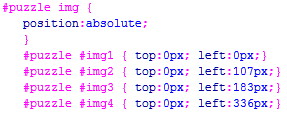 #puzzle img {
position:absolute;
}
#puzzle #img1 { top:0px; left:0px;}
#puzzle #img2 { top:0px; left:107px;}
#puzzle #img3 { top:0px; left:183px;}
#puzzle #img4 { top:0px; left:336px;}